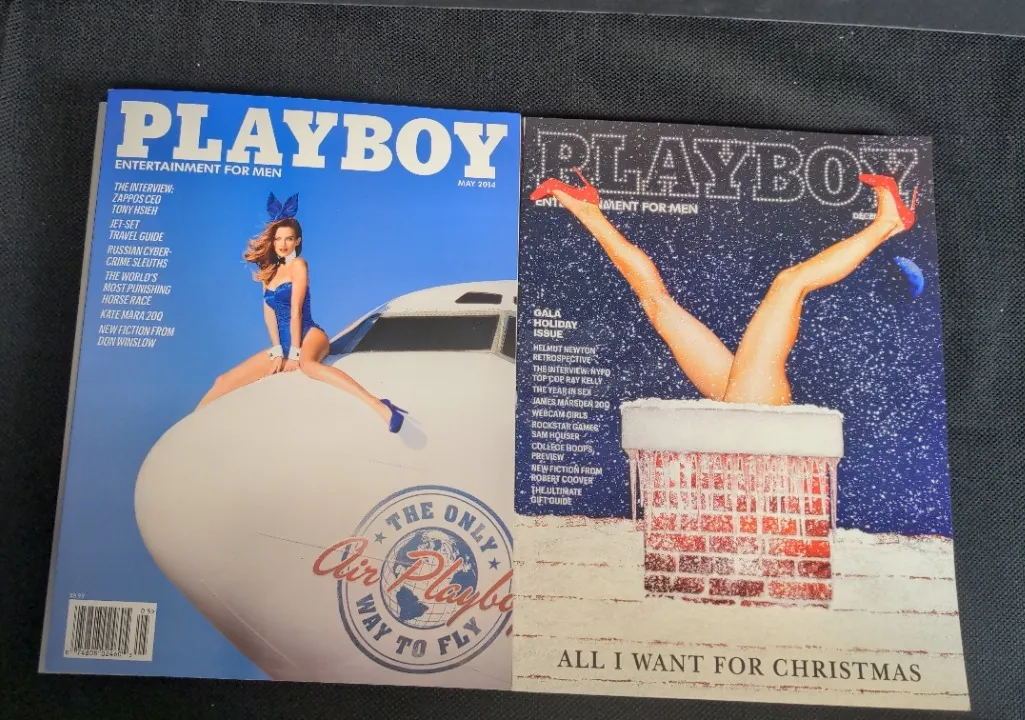 PLAYBOY
ENTERTAINMENT FOR MEN
MAY 2014
THE INTERVIEW:
ZAPPOS CEO
TONY HSIEH
JET-SET
TRAVEL GUIDE
RUSSIAN CYBER-
CRIME SLEUTHS
THE WORLD'S
MOST PUNISHING
HORSE RACE
KATE MARA 20Q
NEW FICTION FROM
DON WINSLOW
THE ONLY
Air Playbo
WAY TO FLY
PLAYBOY
ENT NMENT FOR MEN
DECE
GALA
HOLIDAY
ISSUE
HELMUT NEWTON
RETROSPECTIVE
THE INTERVIEW: NYPD
TOP COP RAY KELLY
THE YEAR IN SEX
JAMES MARSDEN 20Q
WEBCAM GIRLS
ROCKSTAR GAMES'
SAM HOUSER
COLLEGE HOOPS
PREVIEW
NEW FICTION FROM
ROBERT COOVER
THE ULTIMATE
GIFT GUIDE
ALL I WANT FOR CHRISTMAS